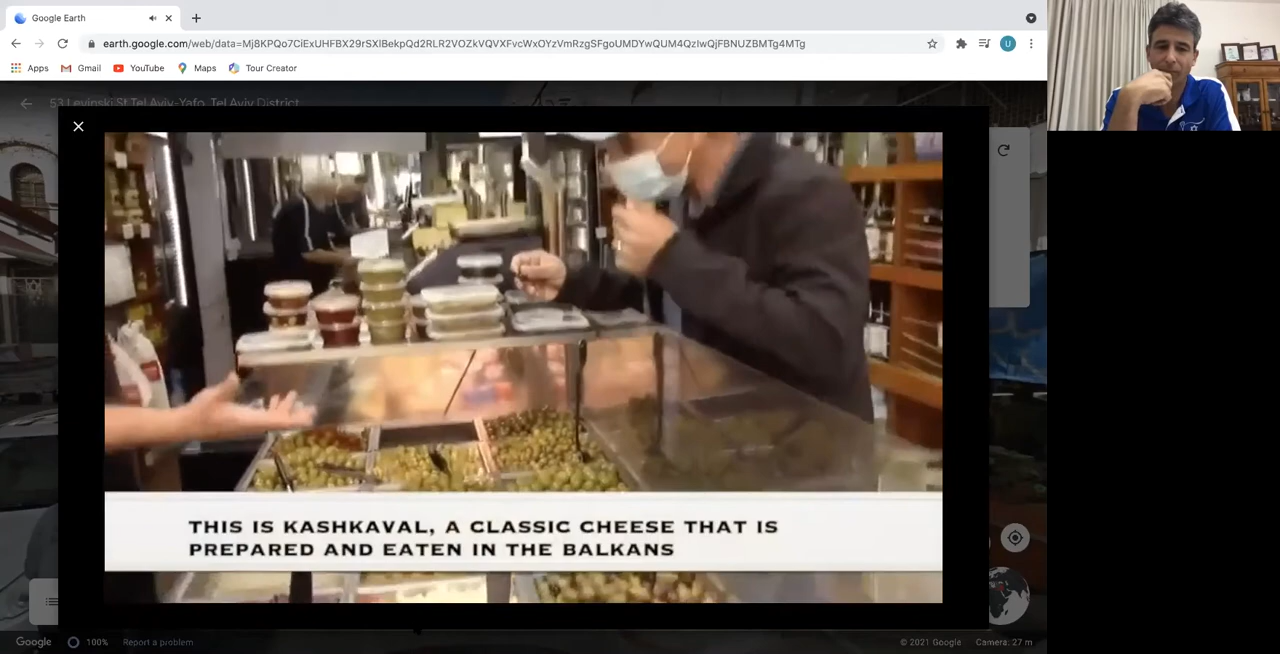 Google Earth
earth.google.com/web/data=Mj8KPQo7CiExUHFBX29rSXlBekpQd2RLR2VOZkVQVXFvcWxOYzVmRzgSFgoUMDYwQUM4QzIwQjFBNUZBMTg4MTg
Apps Gmail YouTube Maps Tour Creator
U
53 Levinski St Tel Aviv-Yafo, Tel Aviv District
THIS IS KASHKAVAL, A CLASSIC CHEESE THAT IS
PREPARED AND EATEN IN THE BALKANS
Google 100% Report a problem © 2021 Google Camera: 27 m